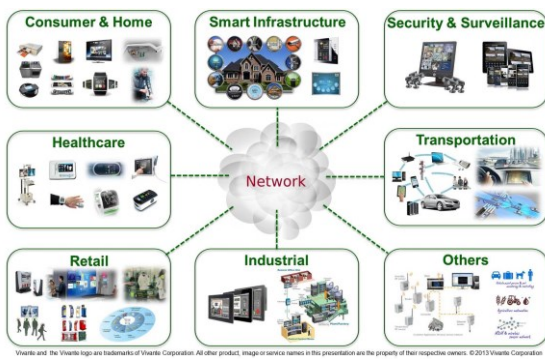 Consumer & Home
Smart Infrastructure
Security & Surveillance
Healthcare
Network
Transportation
Retail
Industrial
Others
Vivante and the Vivante logo are trademarks of Vivante Corporation. All other product, image or service names in this presentation are the property of their respective owners. © 2013 Vivante Corporation.